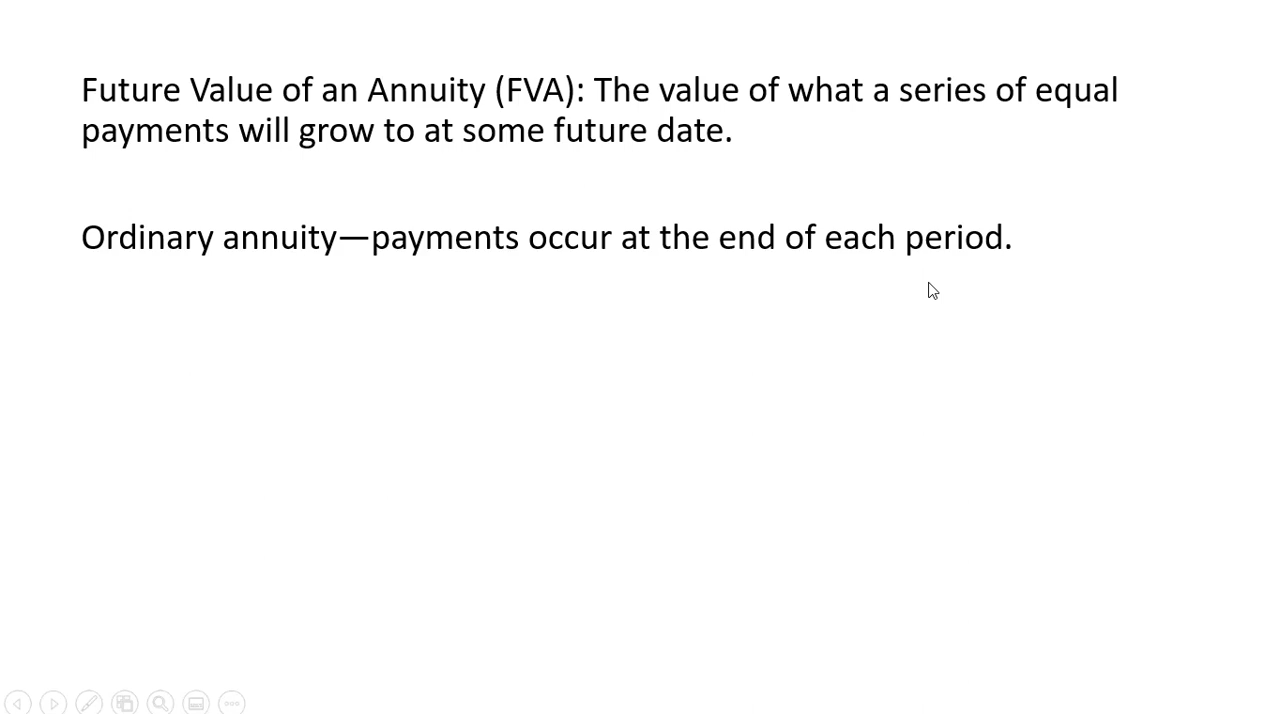 Future Value of an Annuity (FVA): The value of what a series of equal
payments will grow to at some future date.
Ordinary annuity—payments occur at the end of each period.